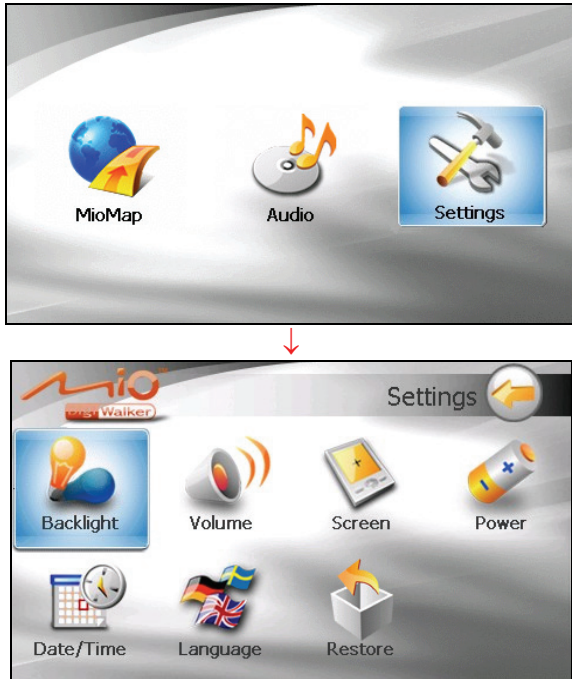 MioMap Audio Settings
Mio
DigiWalker
Settings
Backlight Volume Screen Power
Date/Time Language Restore